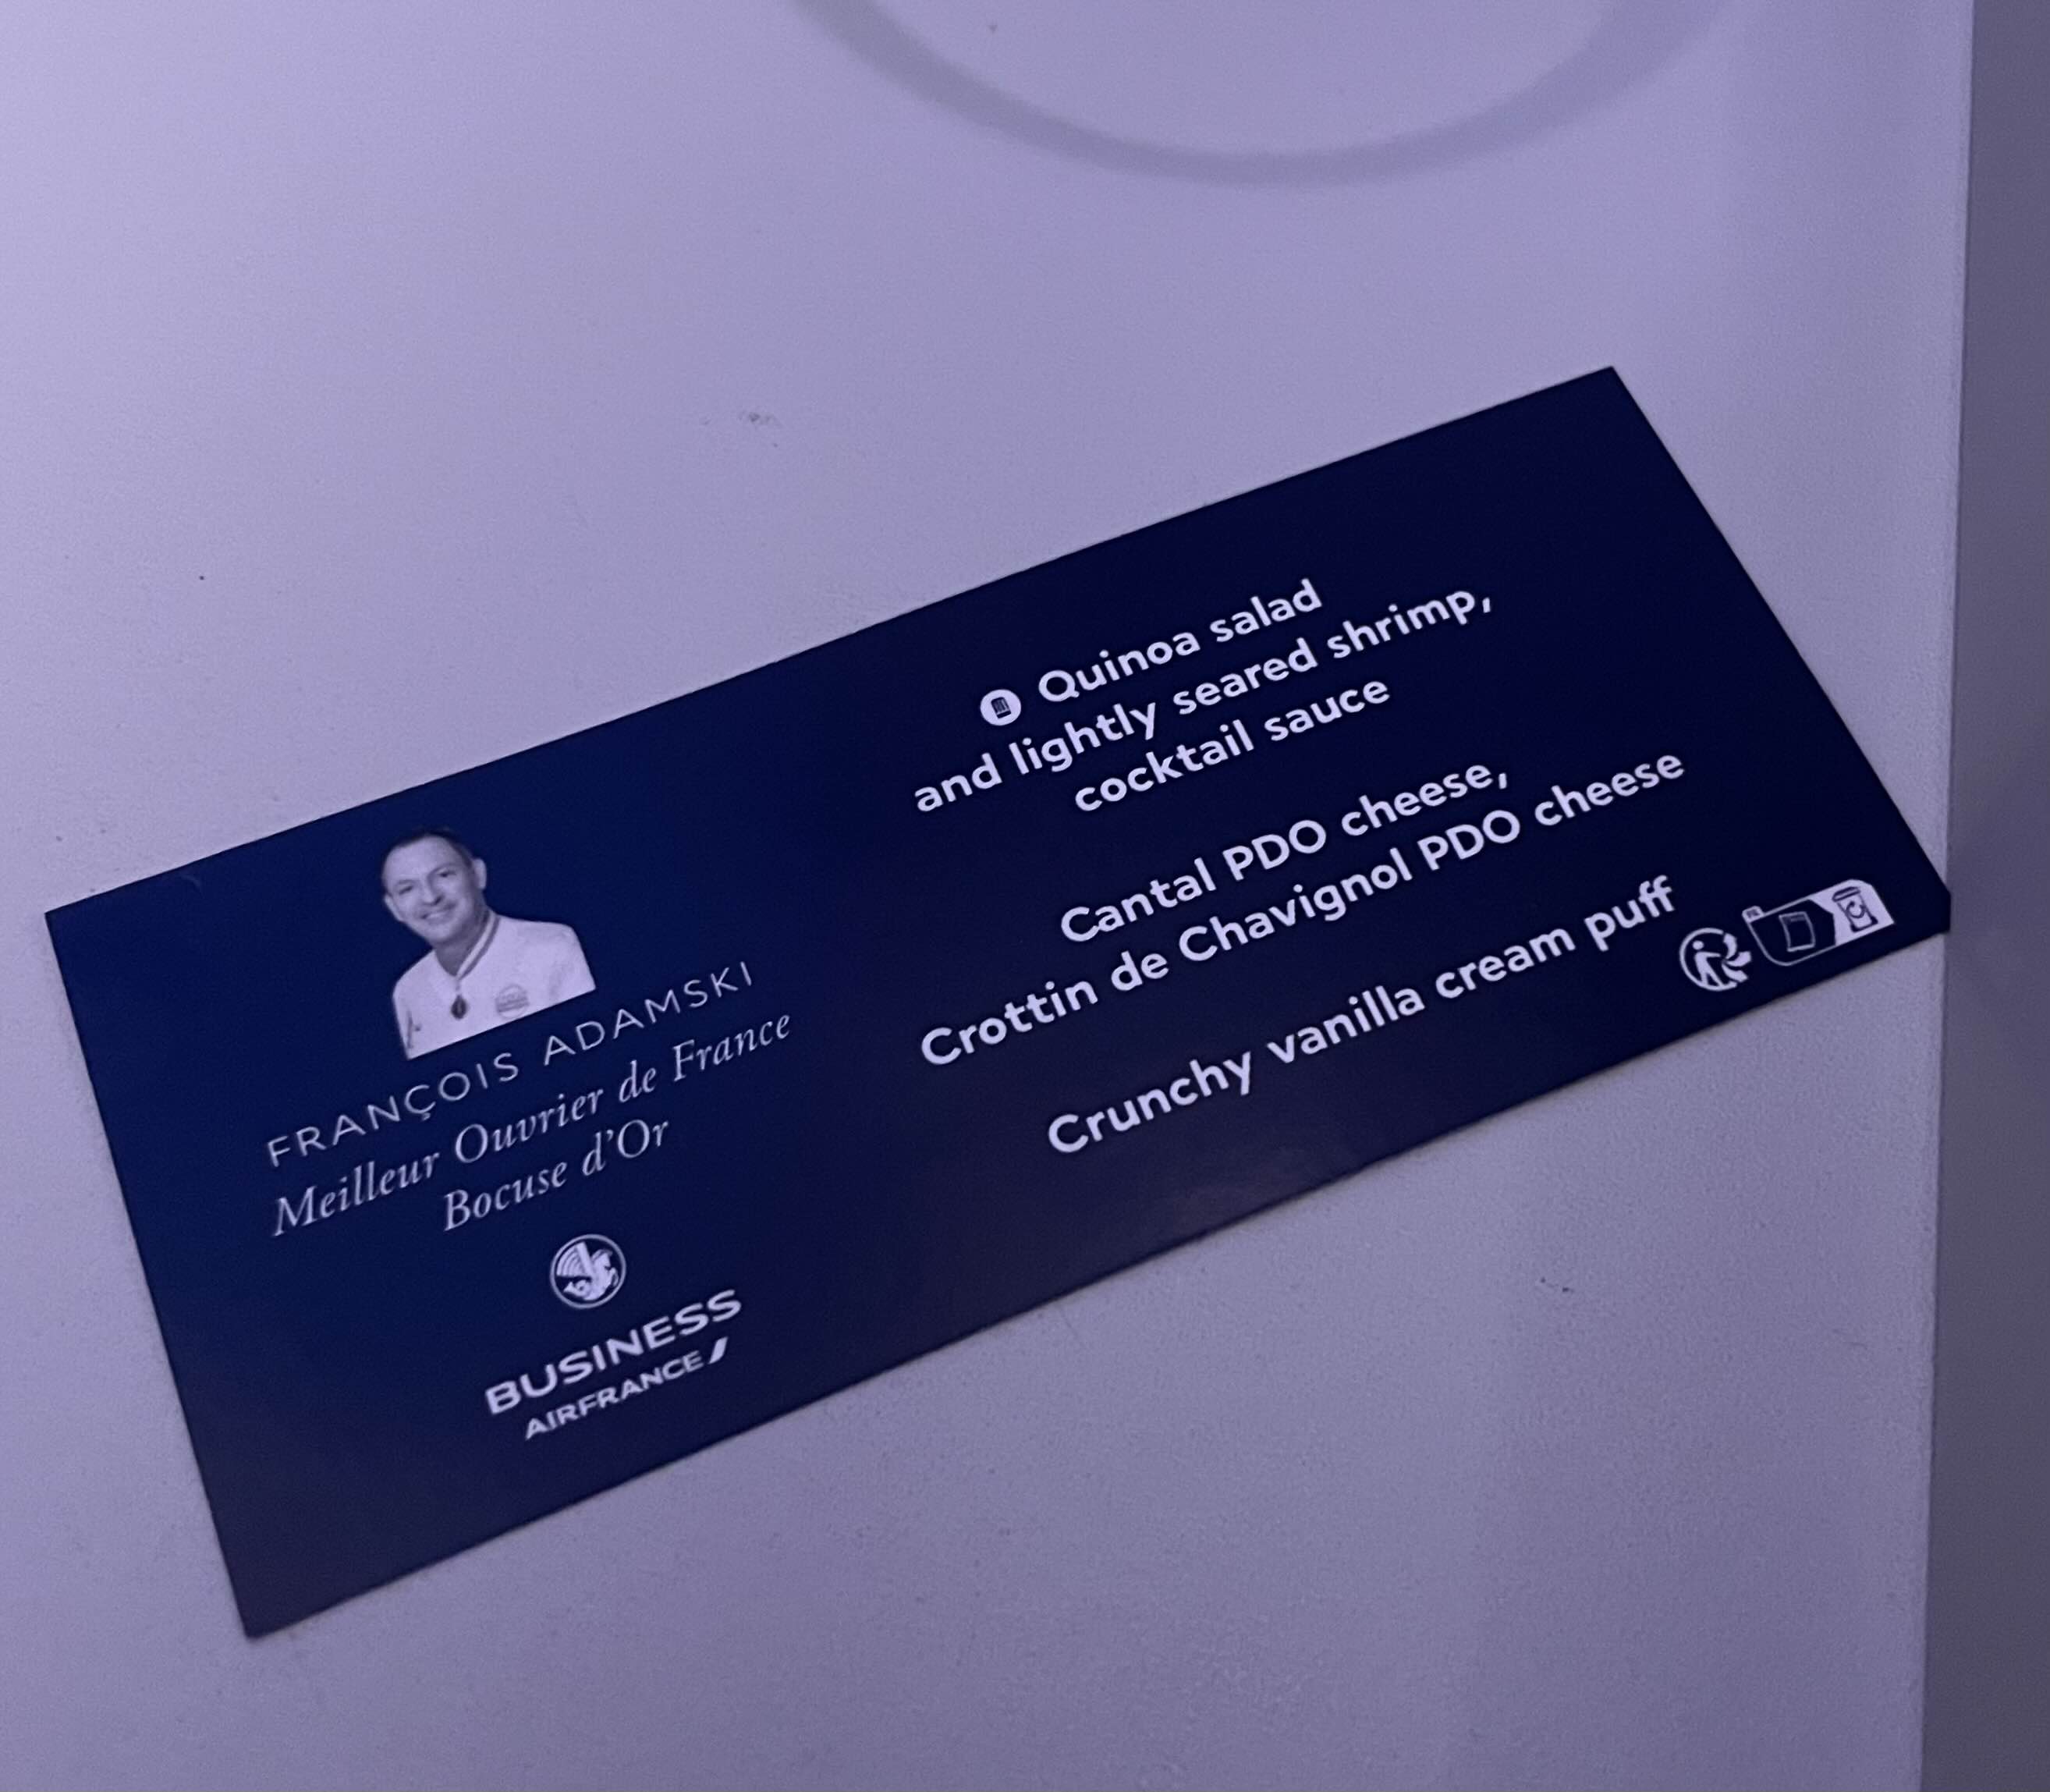 FRANÇOIS ADAMSKI
Meilleur Ouvrier de France
Bocuse d'Or
BUSINESS
AIRFRANCE
Quinoa salad
and lightly seared shrimp,
cocktail sauce
Cantal PDO cheese,
Crottin de Chavignol PDO cheese
Crunchy vanilla cream puff